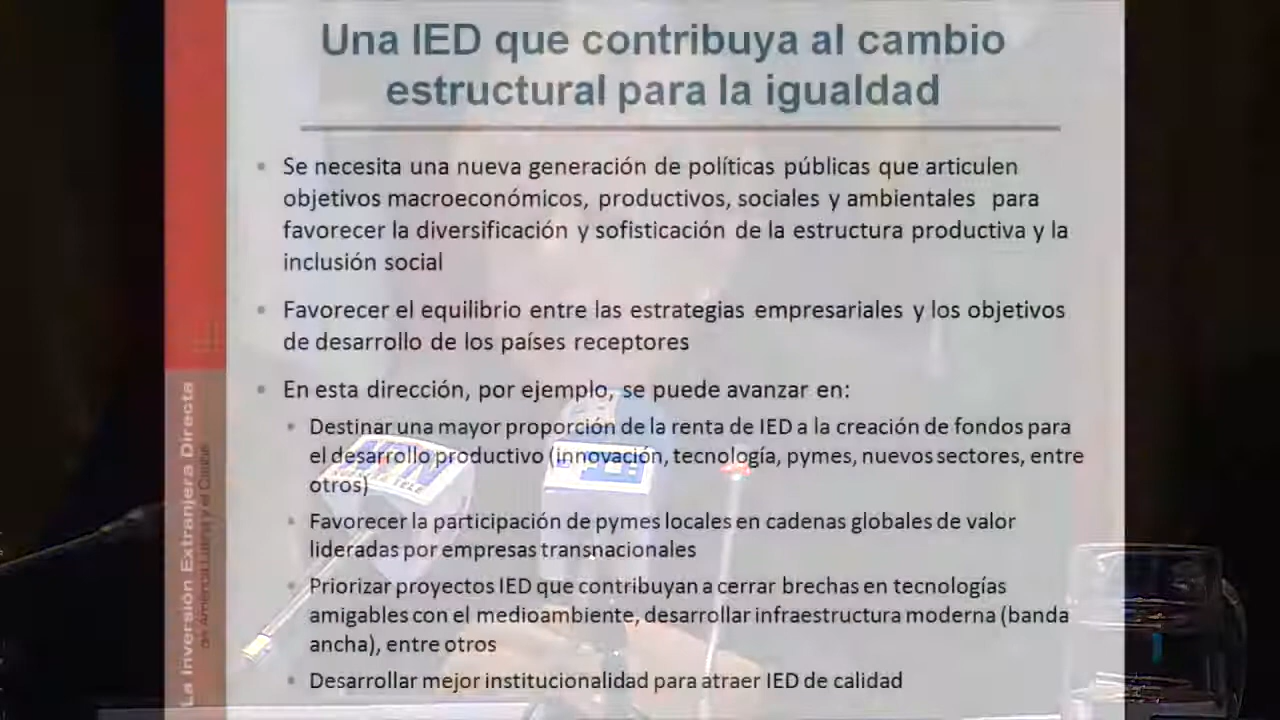 Una IED que contribuya al cambio
estructural para la igualdad
Se necesita una nueva generación de políticas públicas que articulen
objetivos macroeconómicos, productivos, sociales y ambientales para
favorecer la diversificación y sofisticación de la estructura productiva y la
inclusión social
Favorecer el equilibrio entre las estrategias empresariales y los objetivos
de desarrollo de los países receptores
En esta dirección, por ejemplo, se puede avanzar en:
Destinar una mayor proporción de la renta de IED a la creación de fondos para
el desarrollo productivo (innovación, tecnología, pymes, nuevos sectores, entre
otros)
Favorecer la participación de pymes locales en cadenas globales de valor
lideradas por empresas transnacionales
Priorizar proyectos IED que contribuyan a cerrar brechas en tecnologías
amigables con el medioambiente, desarrollar infraestructura moderna (banda
ancha), entre otros
Desarrollar mejor institucionalidad para atraer IED de calidad
La Inversión Extranjera Directa
en América Latina y el Caribe